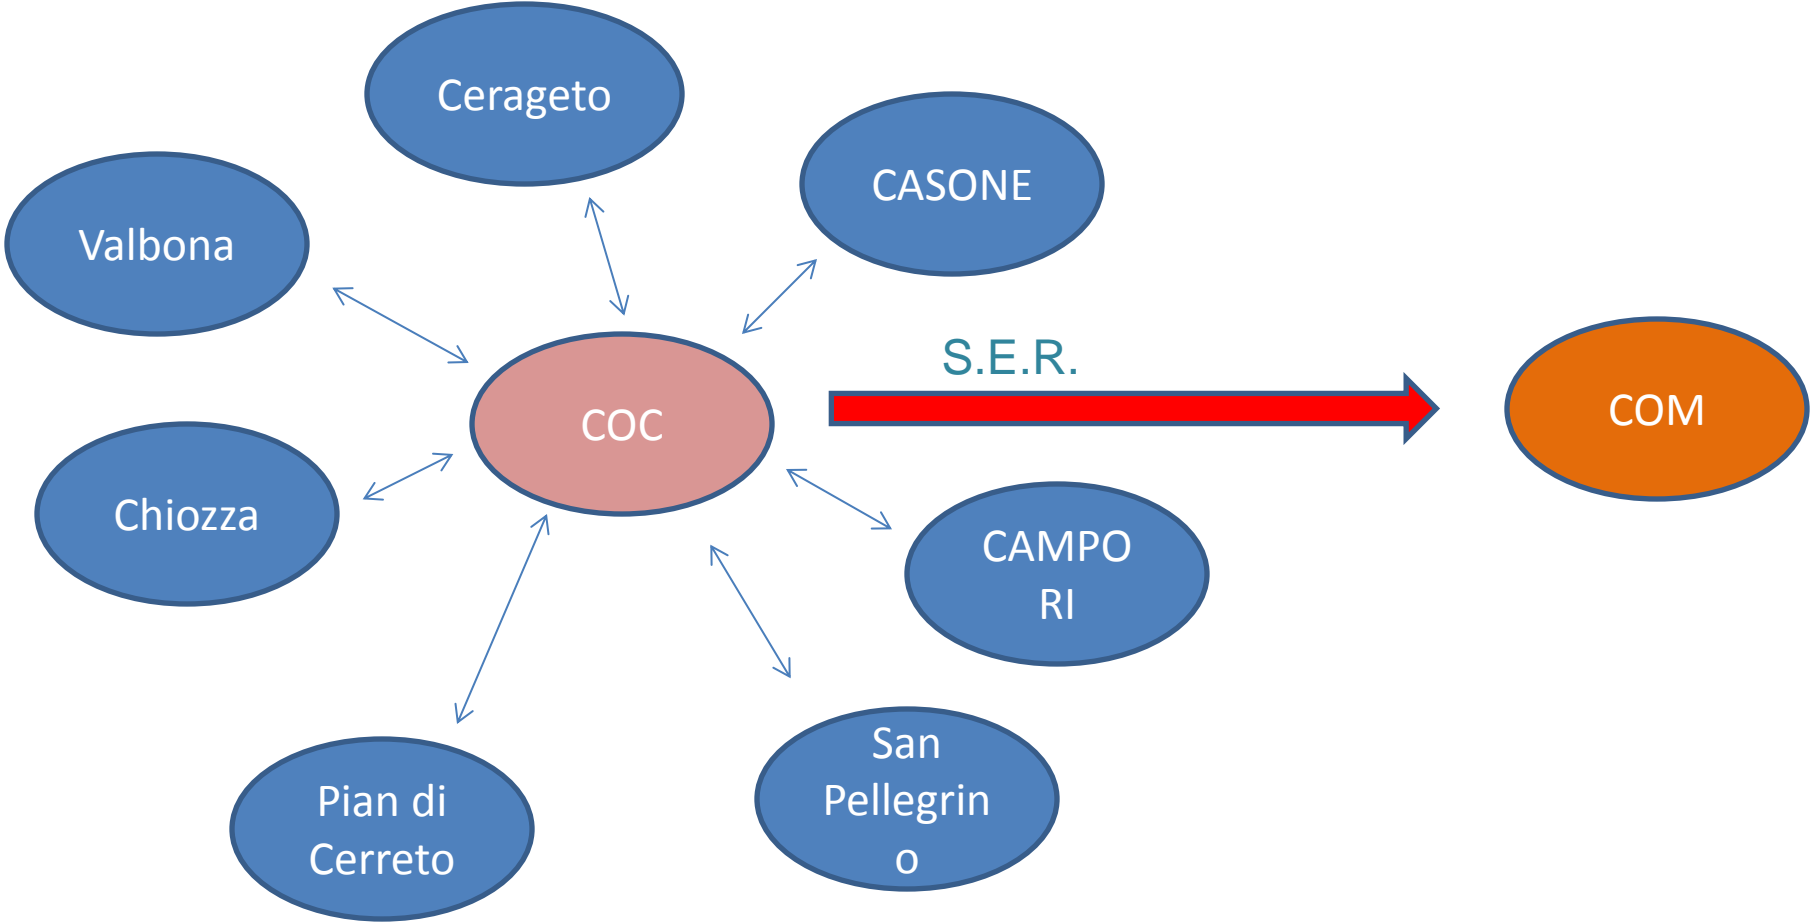 Cerageto
CASONE
Valbona
S.E.R.
COM
COC
Chiozza
CAMPO
RI
San
Pellegrin
o
Pian di
Cerreto